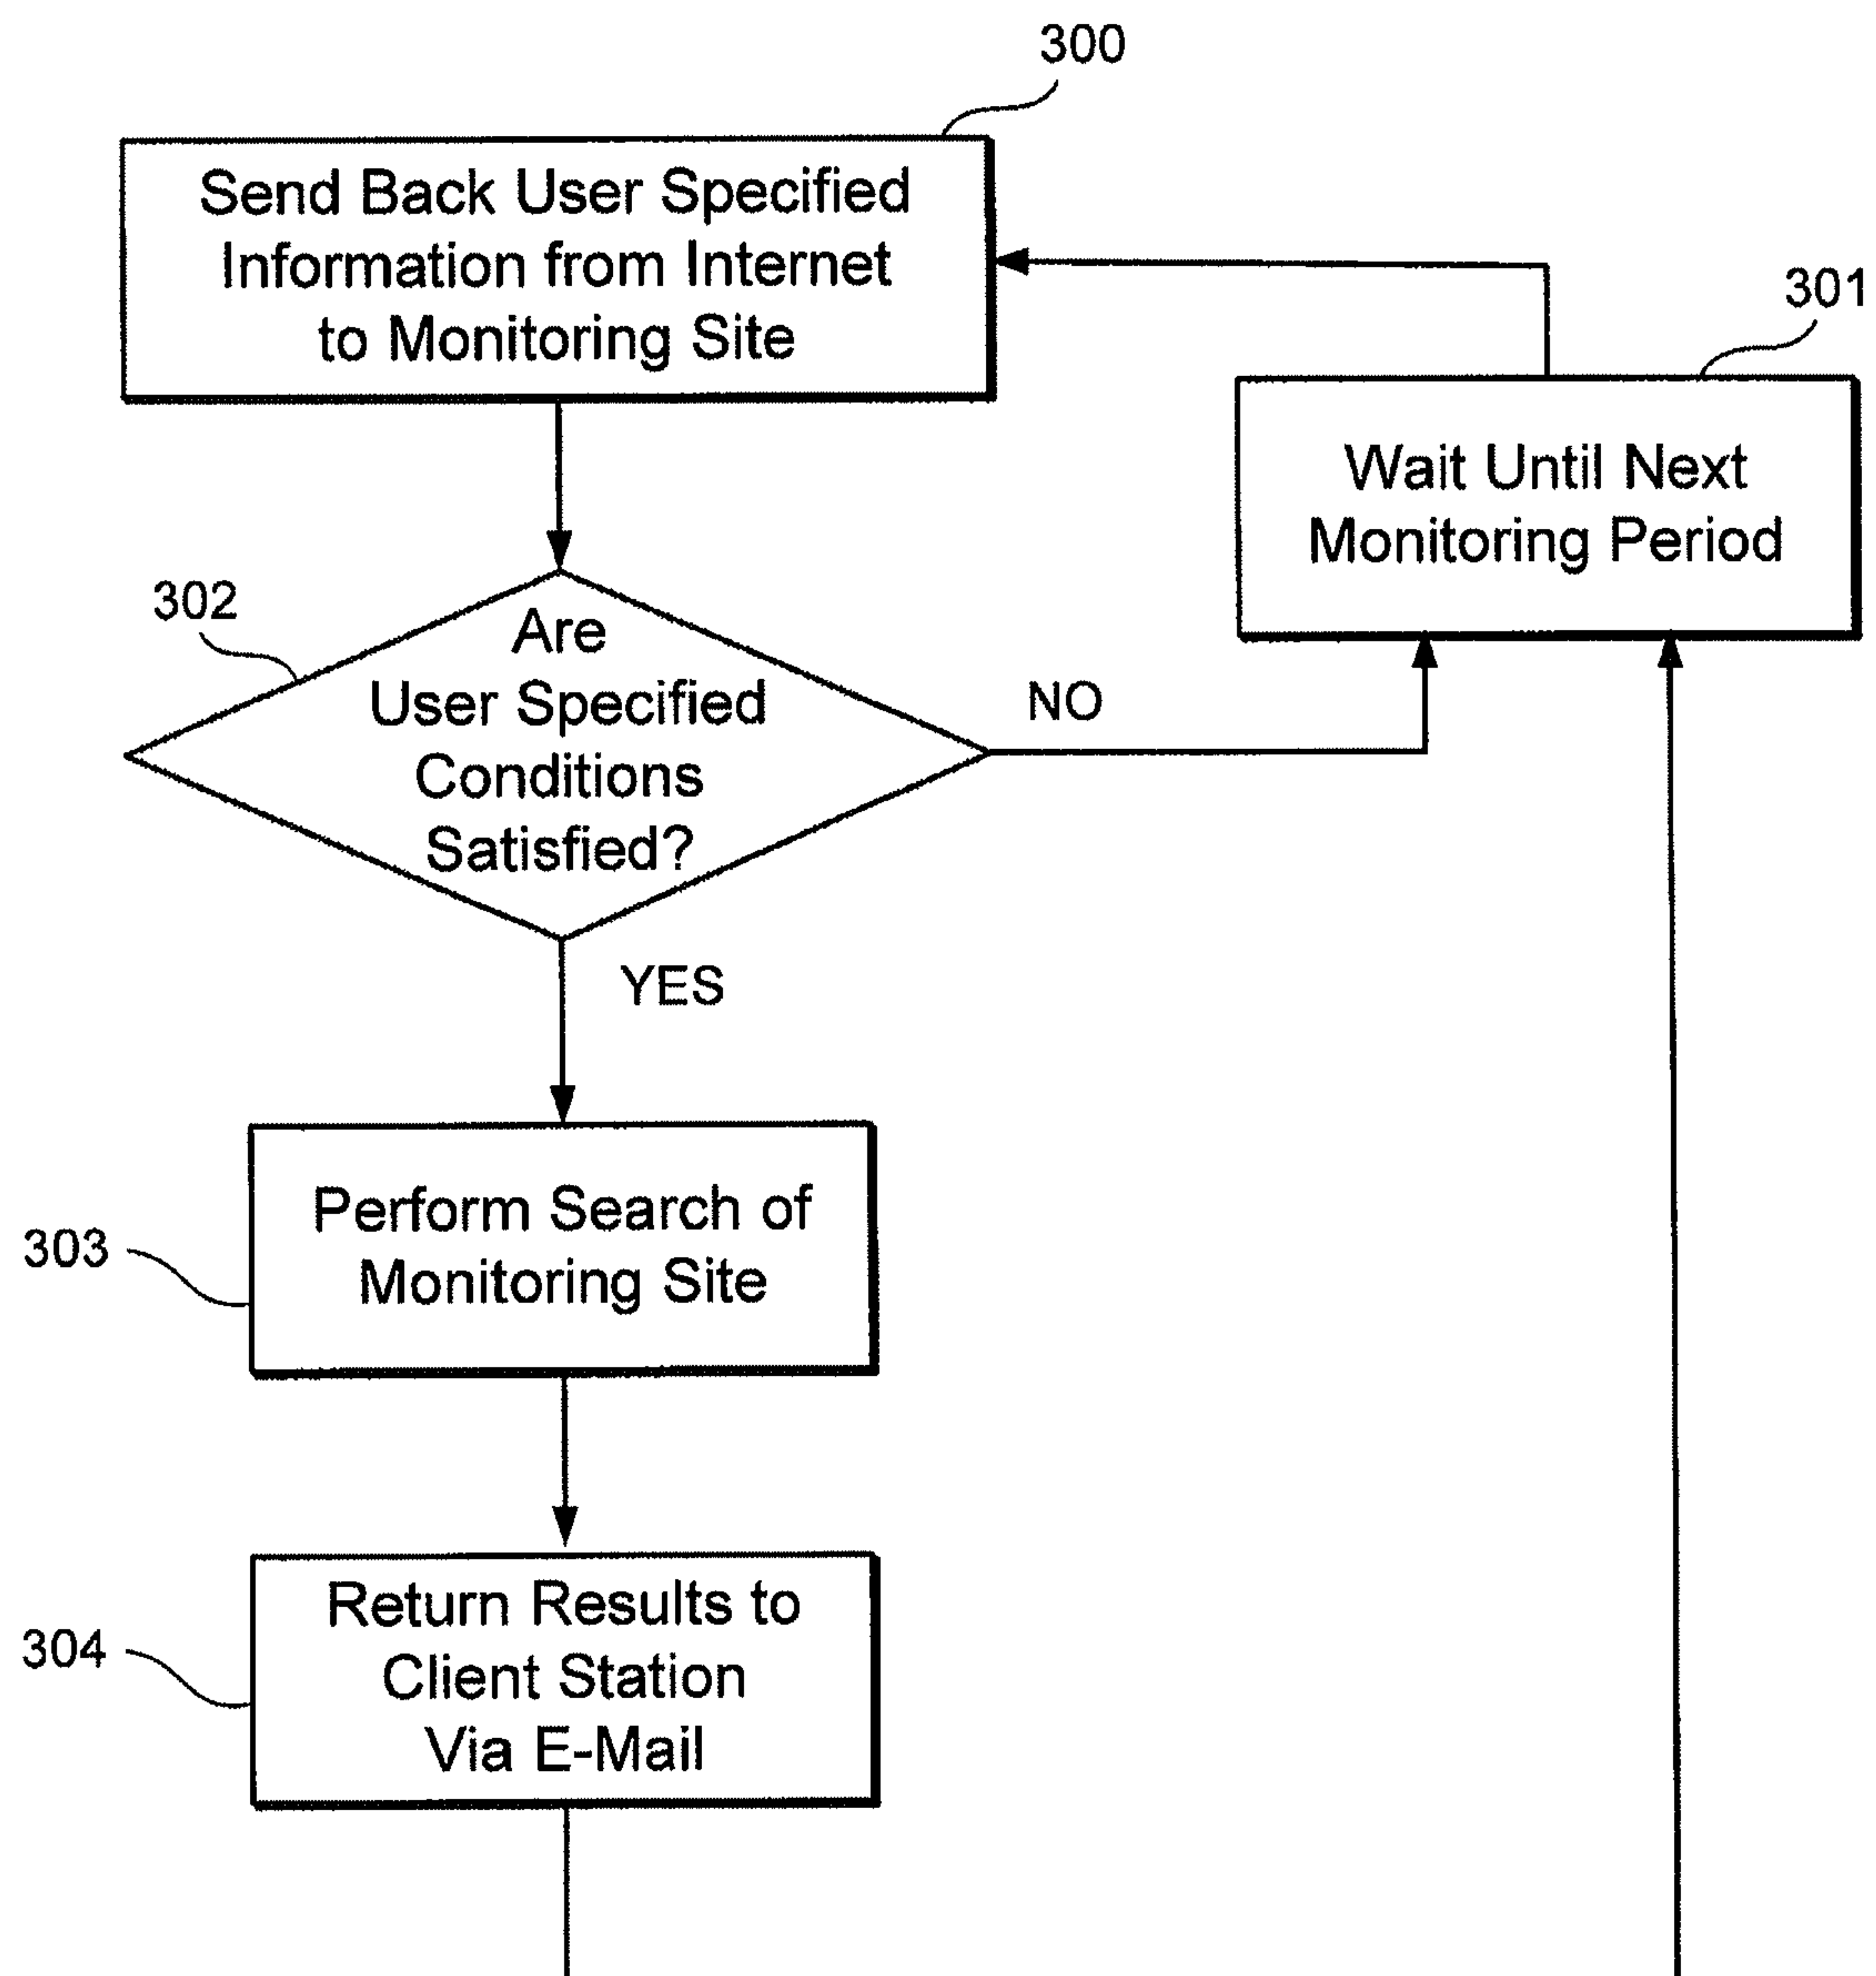 300
Send Back User Specified
Information from Internet
to Monitoring Site
301
Wait Until Next
Monitoring Period
302
Are
User Specified
Conditions
Satisfied?
NO
YES
303
Perform Search of
Monitoring Site
304
Return Results to
Client Station
Via E-Mail